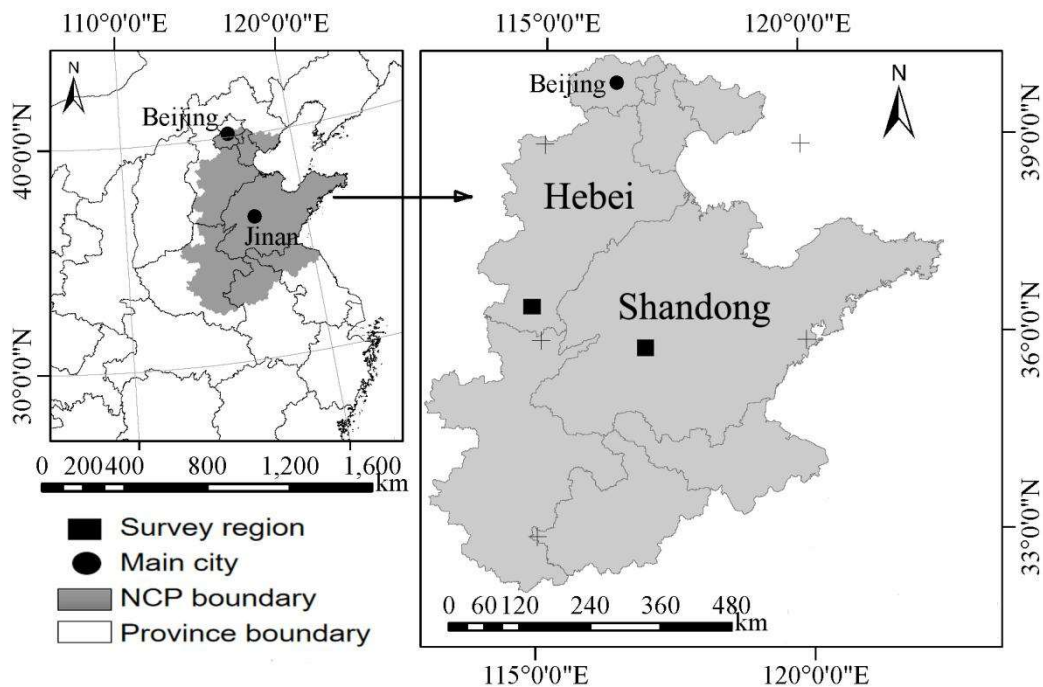 110°0'0"E 120°0'0"E
N
Beijing
Jinan
40°0'0"N
30°0'0"N
0 200 400 800 1,200 1,600
km
Survey region
Main city
NCP boundary
Province boundary
115°0'0"E 120°0'0"E
Beijing
N
Hebei
Shandong
39°0'0"N
36°0'0"N
33°0'0"N
0 60 120 240 360 480
km
115°0'0"E 120°0'0"E